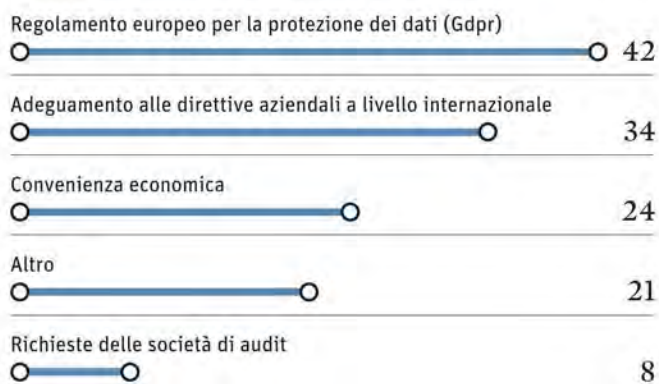 Regolamento europeo per la protezione dei dati (Gdpr)
42
Adeguamento alle direttive aziendali a livello internazionale
34
Convenienza economica
24
Altro
21
Richieste delle società di audit
8